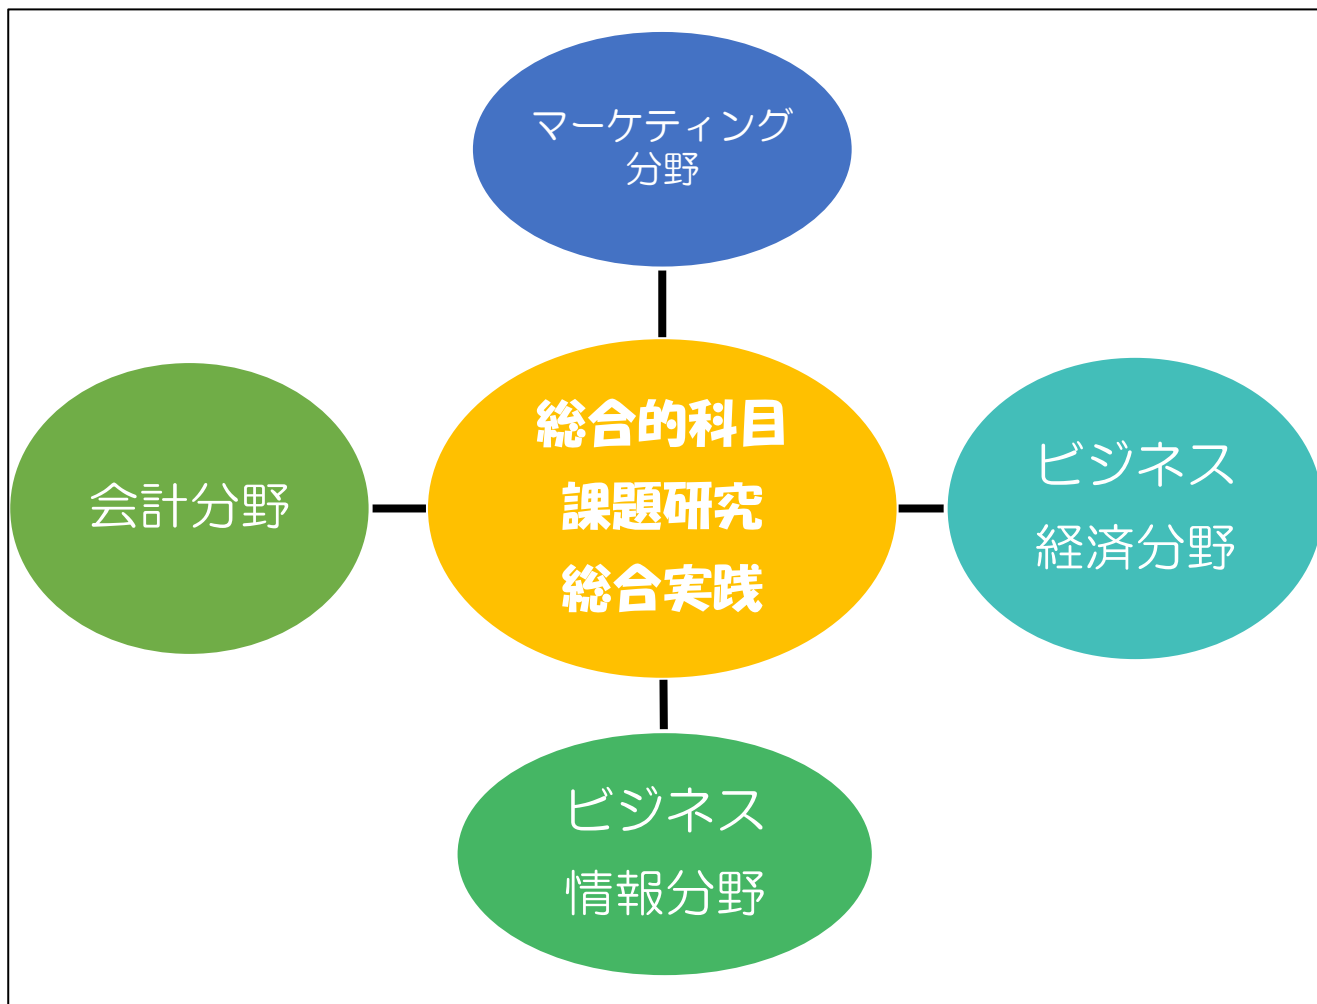 マーケティング
分野
総合的科目
課題研究
総合実践
会計分野
ビジネス
経済分野
ビジネス
情報分野